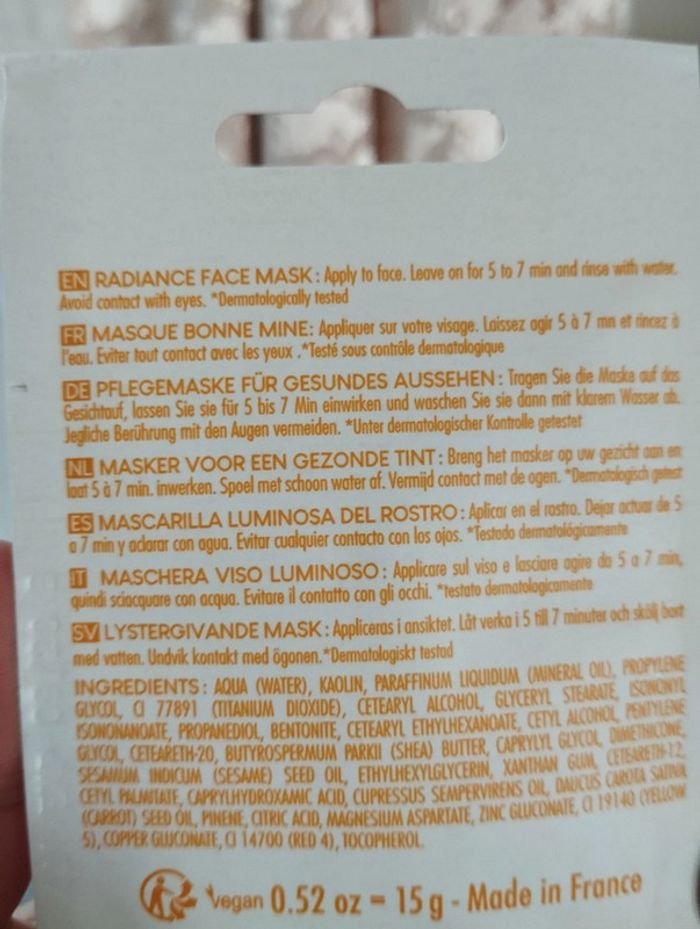 EN RADIANCE FACE MASK: Apply to face. Leave on for 5 to 7 min and rinse with water.
Avoid contact with eyes. *Dermatologically tested
FR MASQUE BONNE MINE: Appliquer sur votre visage. Laissez agir 5 à 7 mn et rincez à
l'eau. Eviter tout contact avec les yeux .*Testé sous contrôle dermatologique
DE PFLEGEMASKE FÜR GESUNDES AUSSEHEN: Tragen Sie die Maske auf das
Gesichtauf, lassen Sie sie für 5 bis 7 Min einwirken und waschen Sie sie dann mit klarem Wasser ab.
Jegliche Berührung mit den Augen vermeiden. *Unter dermatologischer Kontrolle getestet
NL MASKER VOOR EEN GEZONDE TINT: Breng het masker op uw gezicht aan en
laat 5 à 7 min. inwerken. Spoel met schoon water af. Vermijd contact met de ogen. *Dermatologisch getest
ES MASCARILLA LUMINOSA DEL ROSTRO: Aplicar en el rostro. Dejar actuar de 5
a 7 min y aclarar con agua. Evitar cualquier contacto con los ojos. *Testado dermatológicamente
IT MASCHERA VISO LUMINOSO: Applicare sul viso e lasciare agire da 5 a 7 min,
quindi sciacquare con acqua. Evitare il contatto con gli occhi. *testato dermatologicamente
SV LYSTERGIVANDE MASK: Appliceras i ansiktet. Låt verka i 5 till 7 minuter och skölj bort
med vatten. Undvik kontakt med ögonen.*Dermatologiskt testad
INGREDIENTS: AQUA (WATER), KAOLIN, PARAFFINUM LIQUIDUM (MINERAL OIL), PROPYLENE
GLYCOL, CI 77891 (TITANIUM DIOXIDE), CETEARYL ALCOHOL, GLYCERYL STEARATE, ISONONYL
ISONONANOATE, PROPANEDIOL, BENTONITE, CETEARYL ETHYLHEXANOATE, CETYL ALCOHOL, PENTYLENE
GLYCOL, CETEARETH-20, BUTYROSPERMUM PARKII (SHEA) BUTTER, CAPRYLYL GLYCOL, DIMETHICONE,
SESAMUM INDICUM (SESAME) SEED OIL, ETHYLHEXYLGLYCERIN, XANTHAN GUM, CETEARETH-12,
CETYL PALMITATE, CAPRYLHYDROXAMIC ACID, CUPRESSUS SEMPERVIRENS OIL, DAUCUS CAROTA SATIVA
(CARROT) SEED OIL, PINENE, CITRIC ACID, MAGNESIUM ASPARTATE, ZINC GLUCONATE, CI 19140 (YELLOW
5), COPPER GLUCONATE, CI 14700 (RED 4), TOCOPHEROL.
Vegan 0.52 oz - 15 g - Made in France